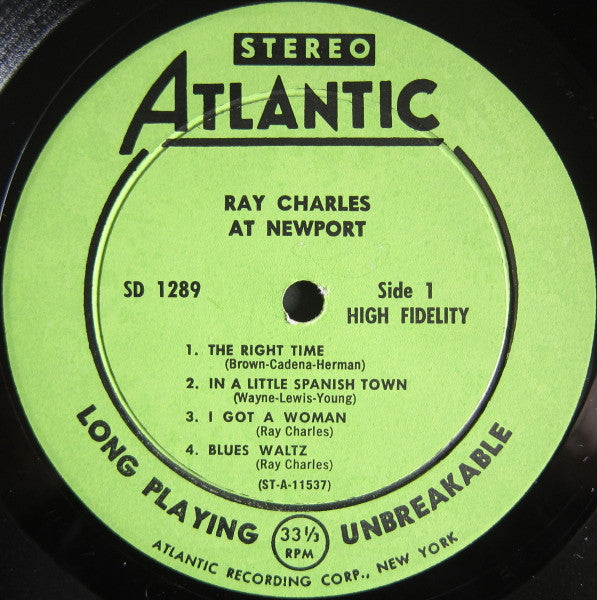 STEREO
ATLANTIC
RAY CHARLES
AT NEWPORT
SD 1289
Side 1
HIGH FIDELITY
1. THE RIGHT TIME
(Brown-Cadena-Herman)
2. IN A LITTLE SPANISH TOWN
(Wayne-Lewis-Young)
3. I GOT A WOMAN
(Ray Charles)
4. BLUES WALTZ
(Ray Charles)
(ST-A-11537)
LONG PLAYING 33⅓ RPM UNBREAKABLE
ATLANTIC RECORDING CORP., NEW YORK